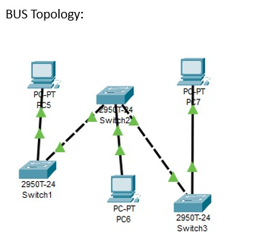 BUS Topology:
PC-PT
PC5
2950T-24
Switch2
PC-PT
PC7
2950T-24
Switch1
PC-PT
PC6
2950T-24
Switch3